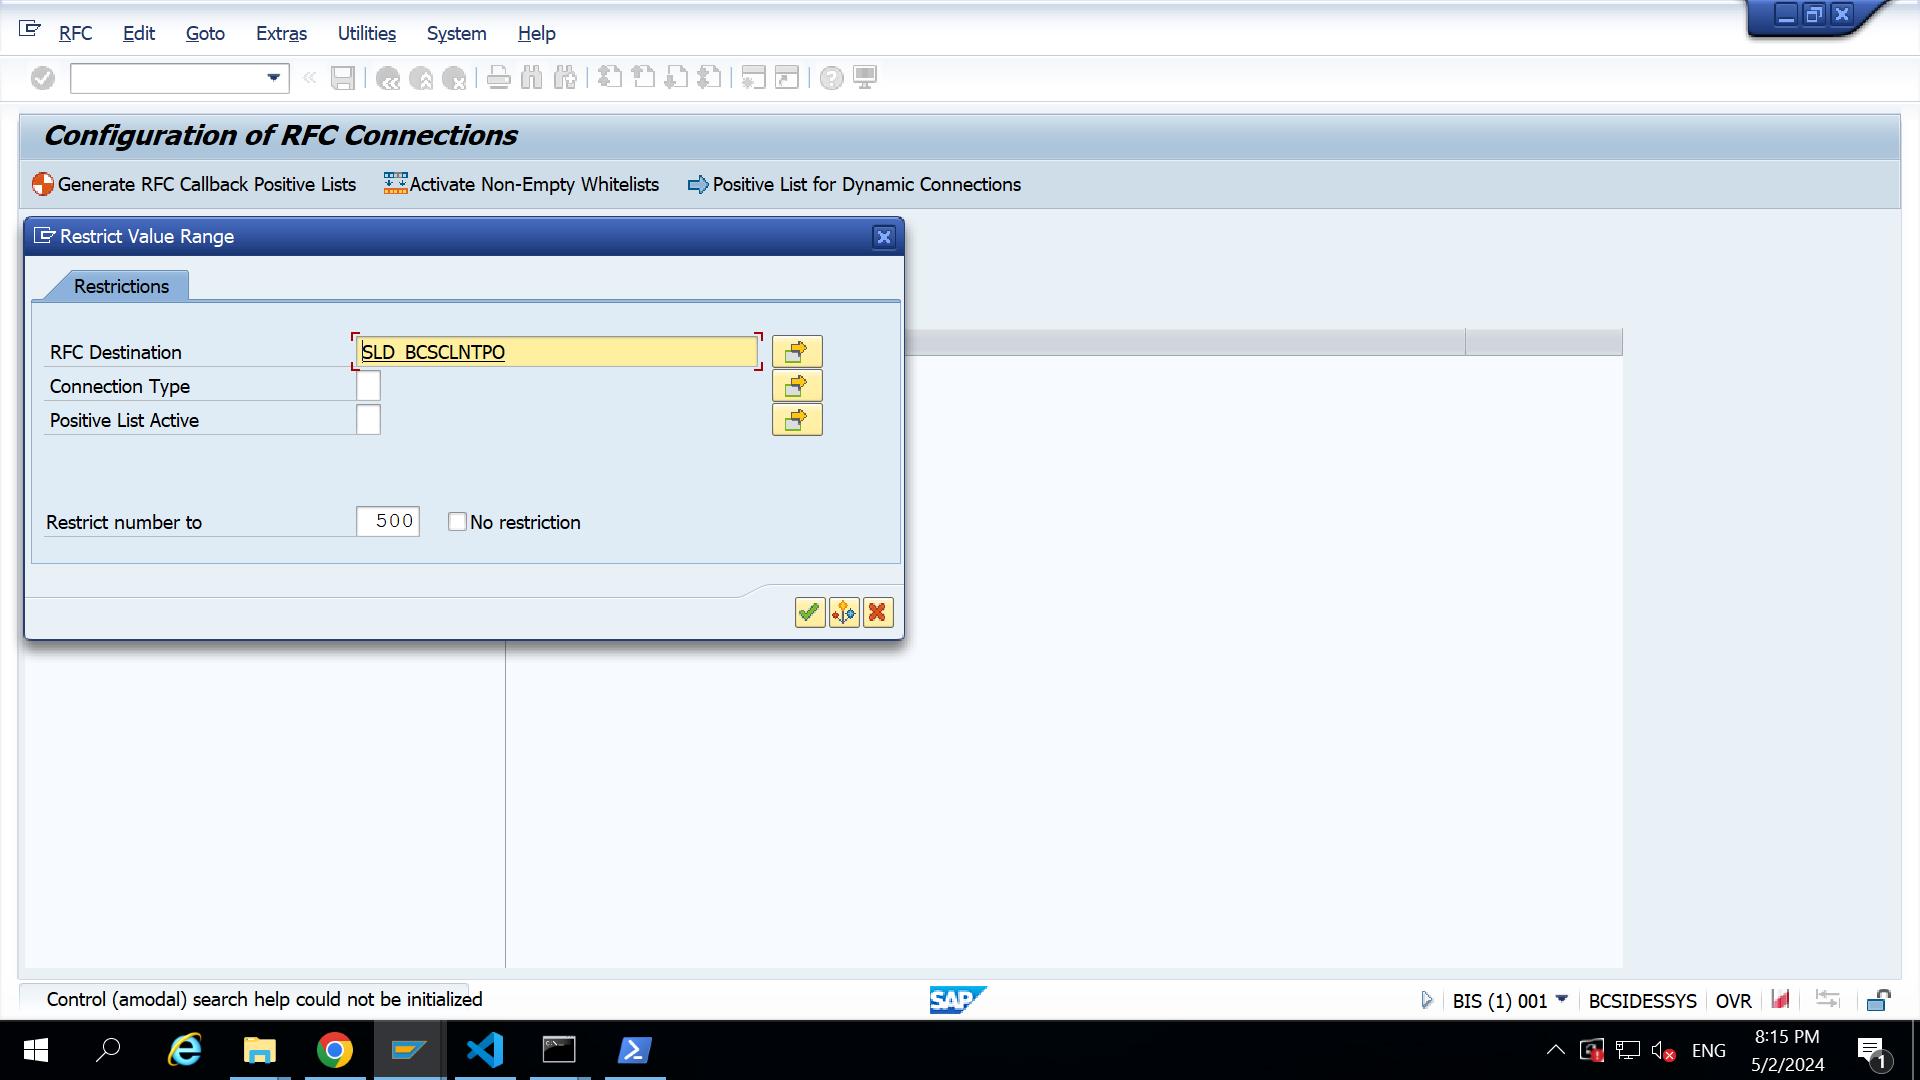 RFC Edit Goto Extras Utilities System Help
Configuration of RFC Connections
Generate RFC Callback Positive Lists Activate Non-Empty Whitelists Positive List for Dynamic Connections
Restrict Value Range
Restrictions
RFC Destination SLD_BCSCLNTPO
Connection Type
Positive List Active
Restrict number to 500 No restriction
Control (amodal) search help could not be initialized
SAP
BIS (1) 001 BCSIDESSYS OVR
ENG
8:15 PM
5/2/2024
1